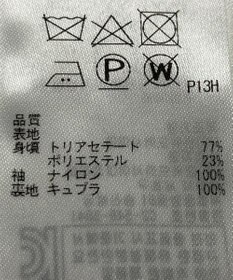 P
W
P13H
品質
表地
身頃 トリアセテート 77%
ポリエステル 23%
袖 ナイロン 100%
裏地 キュプラ 100%